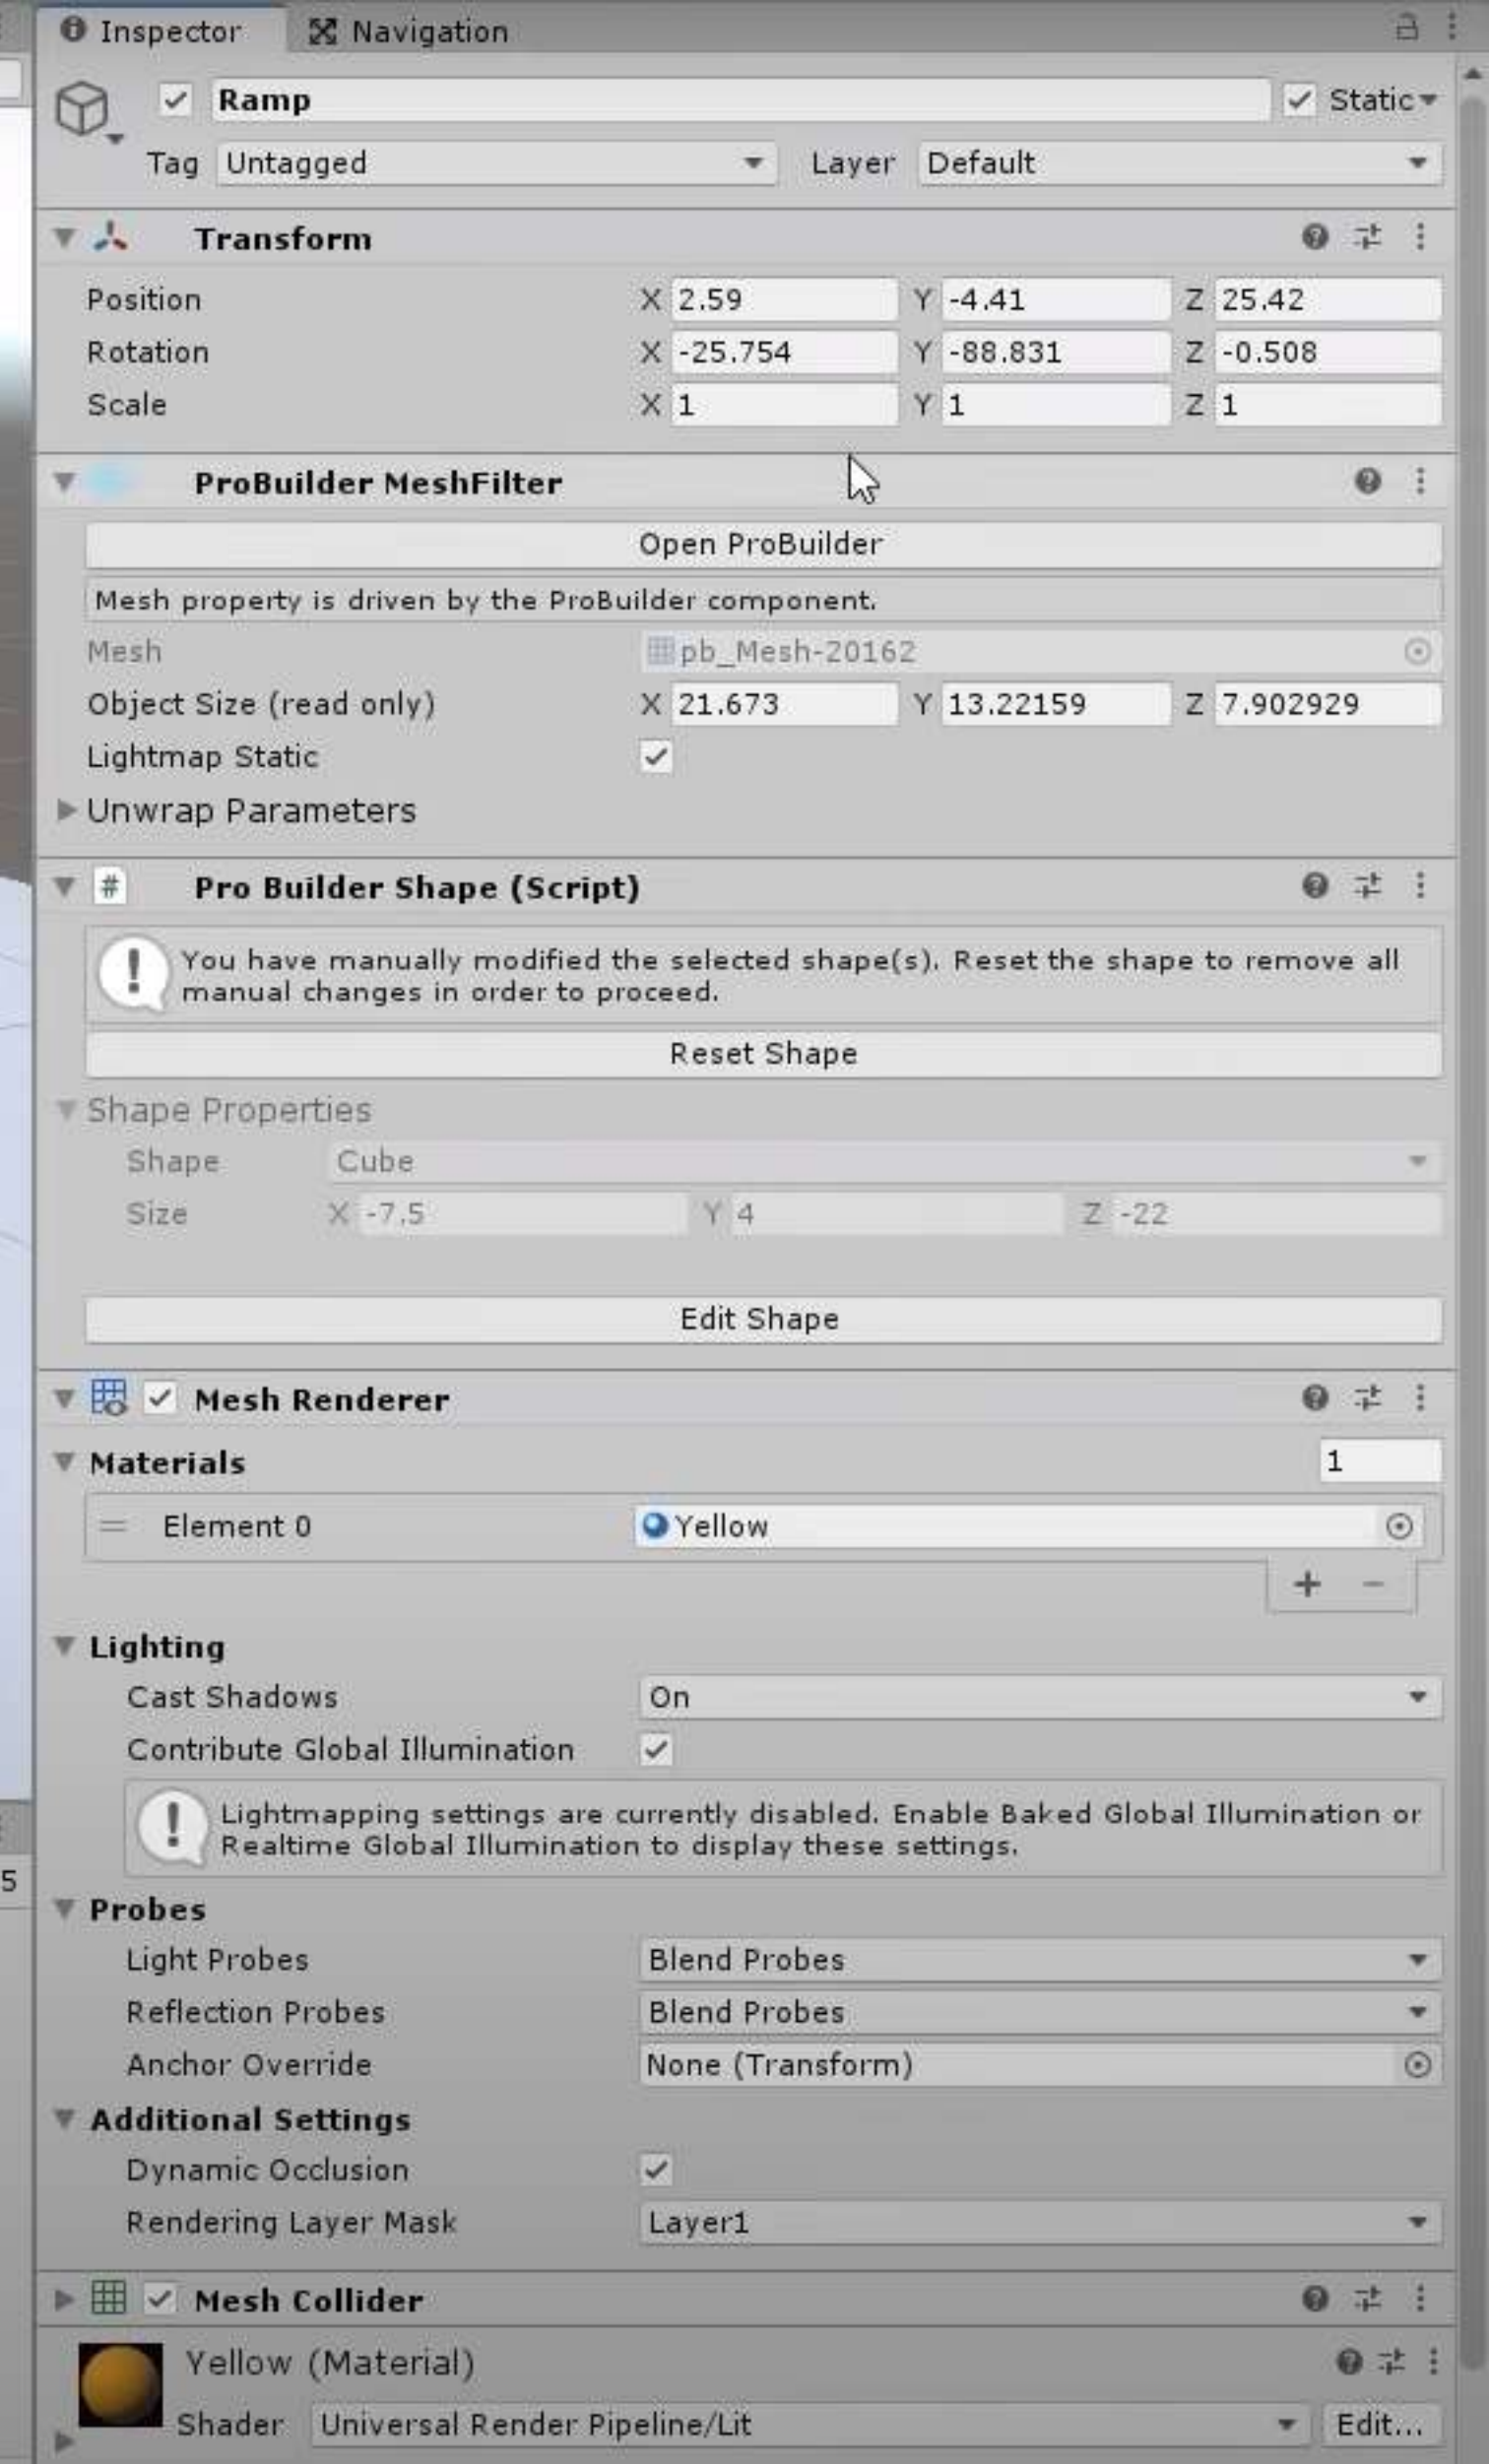 Inspector Navigation
Ramp Static
Tag Untagged Layer Default
Transform
Position X 2.59 Y -4.41 Z 25.42
Rotation X -25.754 Y -88.831 Z -0.508
Scale X 1 Y 1 Z 1
ProBuilder MeshFilter
Open ProBuilder
Mesh property is driven by the ProBuilder component.
Mesh pb_Mesh-20162
Object Size (read only) X 21.673 Y 13.22159 Z 7.902929
Lightmap Static
Unwrap Parameters
# Pro Builder Shape (Script)
You have manually modified the selected shape(s). Reset the shape to remove all
manual changes in order to proceed.
Reset Shape
Shape Properties
Shape Cube
Size X -7.5 Y 4 Z -22
Edit Shape
Mesh Renderer
Materials 1
Element 0 Yellow
Lighting
Cast Shadows On
Contribute Global Illumination
Lightmapping settings are currently disabled. Enable Baked Global Illumination or
Realtime Global Illumination to display these settings.
5
Probes
Light Probes Blend Probes
Reflection Probes Blend Probes
Anchor Override None (Transform)
Additional Settings
Dynamic Occlusion
Rendering Layer Mask Layer1
Mesh Collider
Yellow (Material)
Shader Universal Render Pipeline/Lit Edit...